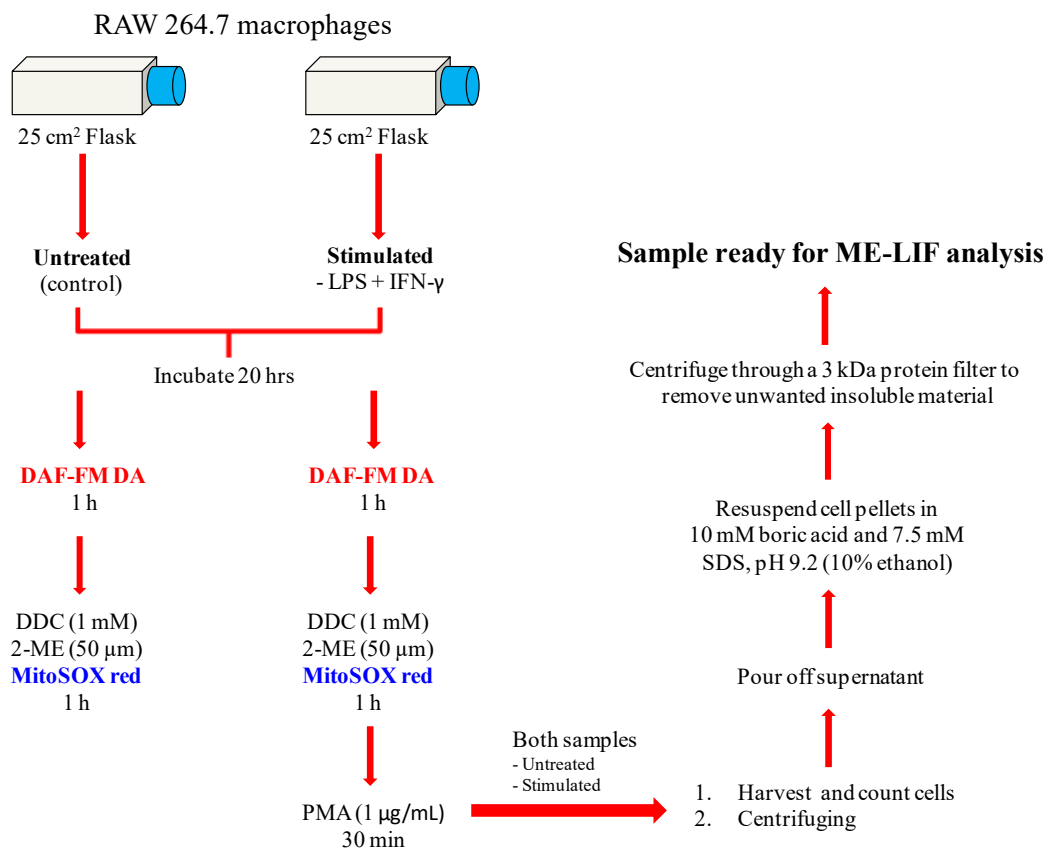 RAW 264.7 macrophages
25 cm² Flask
25 cm² Flask
Untreated
(control)
Stimulated
- LPS + IFN-γ
Incubate 20 hrs
DAF-FM DA
1 h
DAF-FM DA
1 h
DDC (1 mM)
2-ME (50 µm)
MitoSOX red
1 h
DDC (1 mM)
2-ME (50 µm)
MitoSOX red
1 h
PMA (1 µg/mL)
30 min
Both samples
- Untreated
- Stimulated
1. Harvest and count cells
2. Centrifuging
Pour off supernatant
Resuspend cell pellets in
10 mM boric acid and 7.5 mM
SDS, pH 9.2 (10% ethanol)
Centrifuge through a 3 kDa protein filter to
remove unwanted insoluble material
Sample ready for ME-LIF analysis